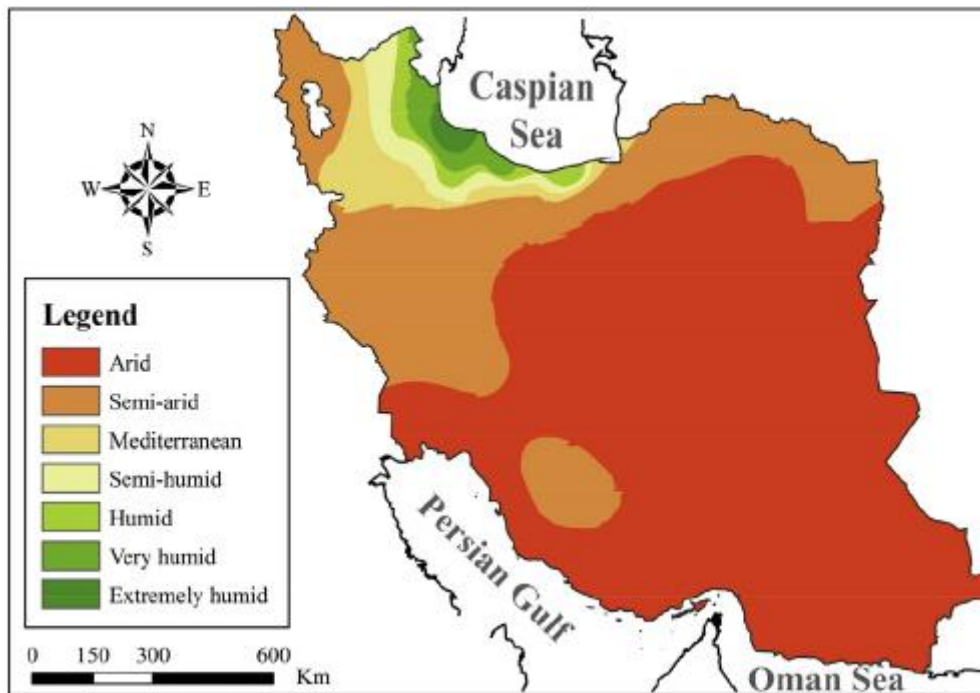 Caspian
Sea
N
W E
S
Legend
Arid
Semi-arid
Mediterranean
Semi-humid
Humid
Very humid
Extremely humid
Persian Gulf
Oman Sea
0 150 300 600 Km